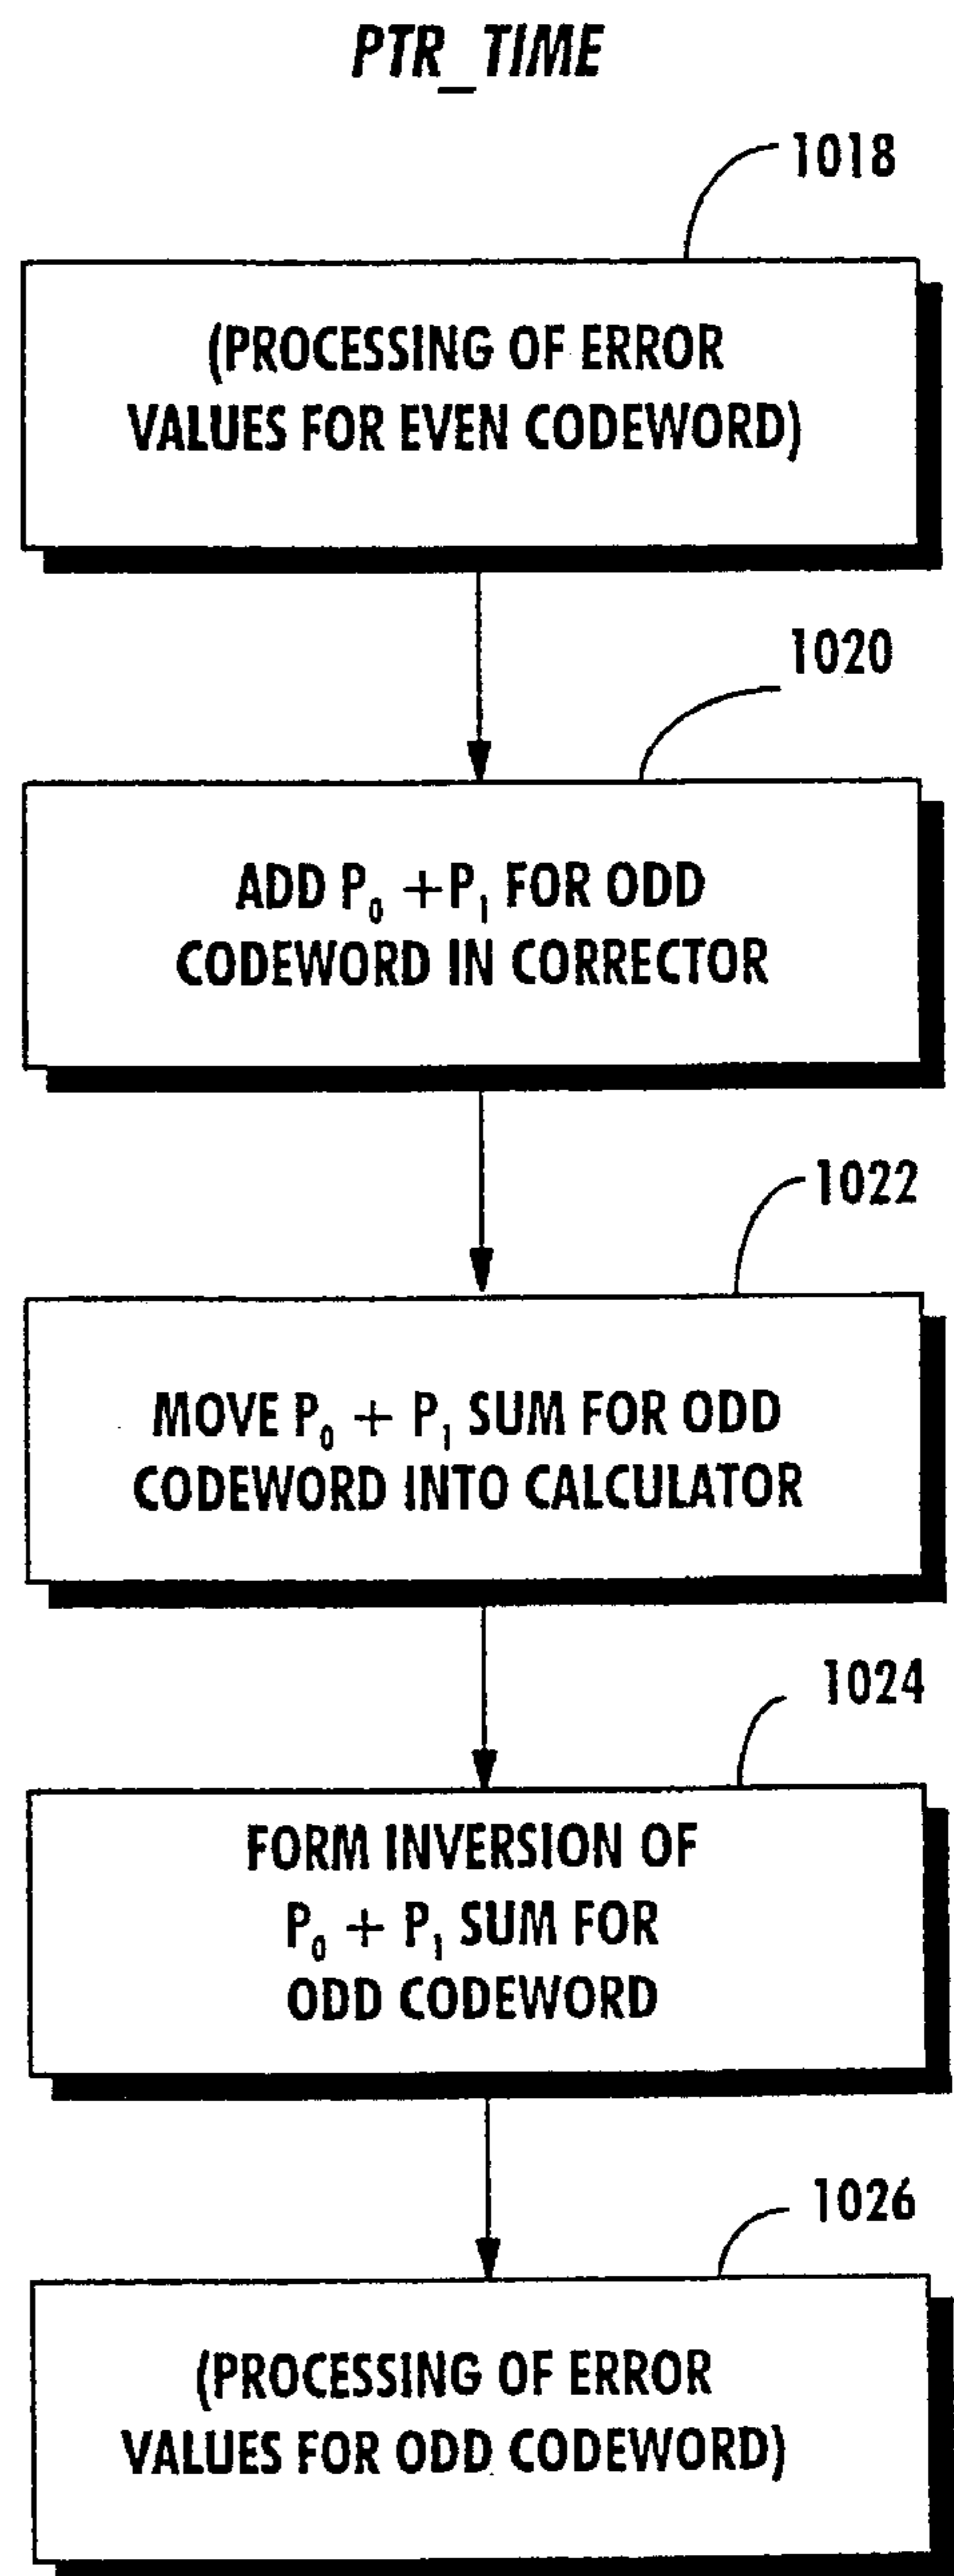 PTR_TIME
1018
(PROCESSING OF ERROR
VALUES FOR EVEN CODEWORD)
1020
ADD P₀ +P₁ FOR ODD
CODEWORD IN CORRECTOR
1022
MOVE P₀ + P₁ SUM FOR ODD
CODEWORD INTO CALCULATOR
1024
FORM INVERSION OF
P₀ + P₁ SUM FOR
ODD CODEWORD
1026
(PROCESSING OF ERROR
VALUES FOR ODD CODEWORD)